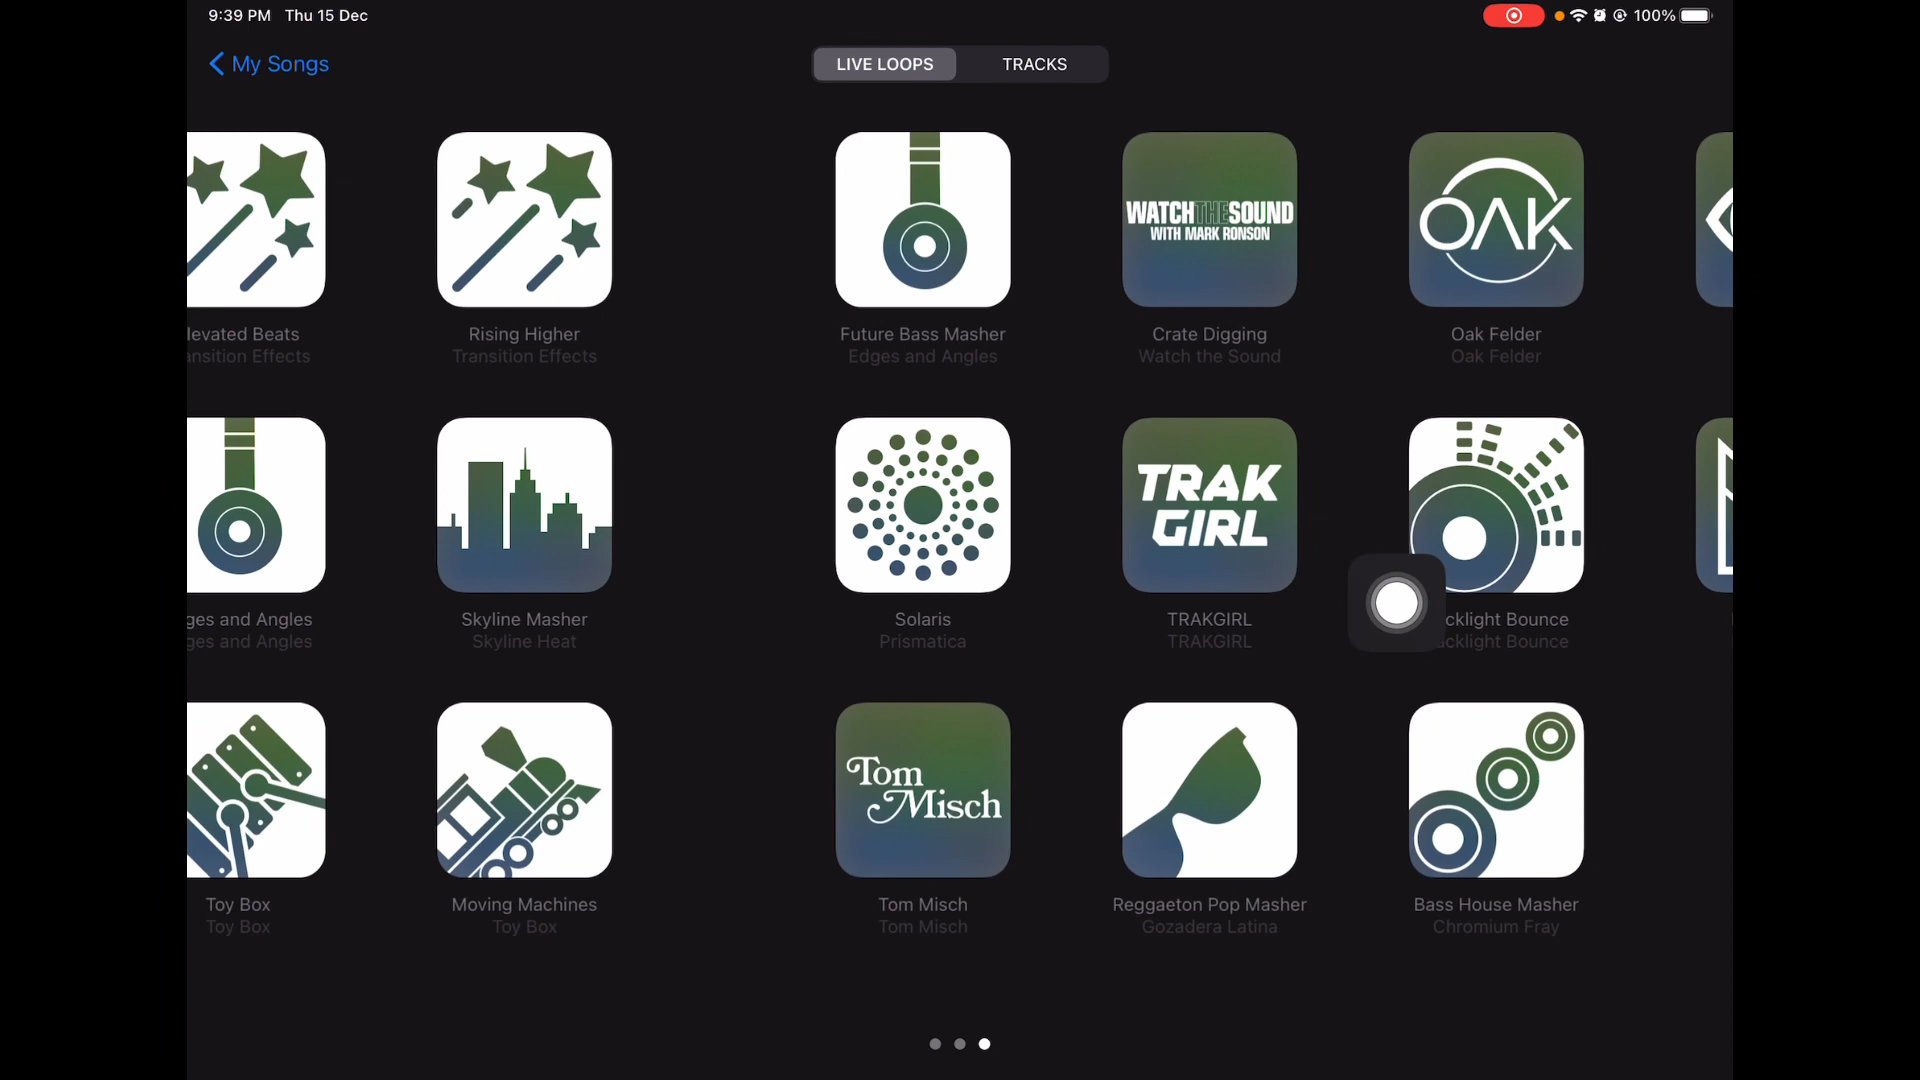 9:39 PM Thu 15 Dec
100%
My Songs
LIVE LOOPS
TRACKS
WATCH THE SOUND
WITH MARK RONSON
OAK
levated Beats
Rising Higher
Future Bass Masher
Crate Digging
Oak Felder
ansition Effects
Transition Effects
Edges and Angles
Watch the Sound
Oak Felder
TRAK
GIRL
ges and Angles
Skyline Masher
Solaris
TRAKGIRL
cklight Bounce
ges and Angles
Skyline Heat
Prismatica
TRAKGIRL
acklight Bounce
Tom
Misch
Toy Box
Moving Machines
Tom Misch
Reggaeton Pop Masher
Bass House Masher
Toy Box
Toy Box
Tom Misch
Gozadera Latina
Chromium Fray